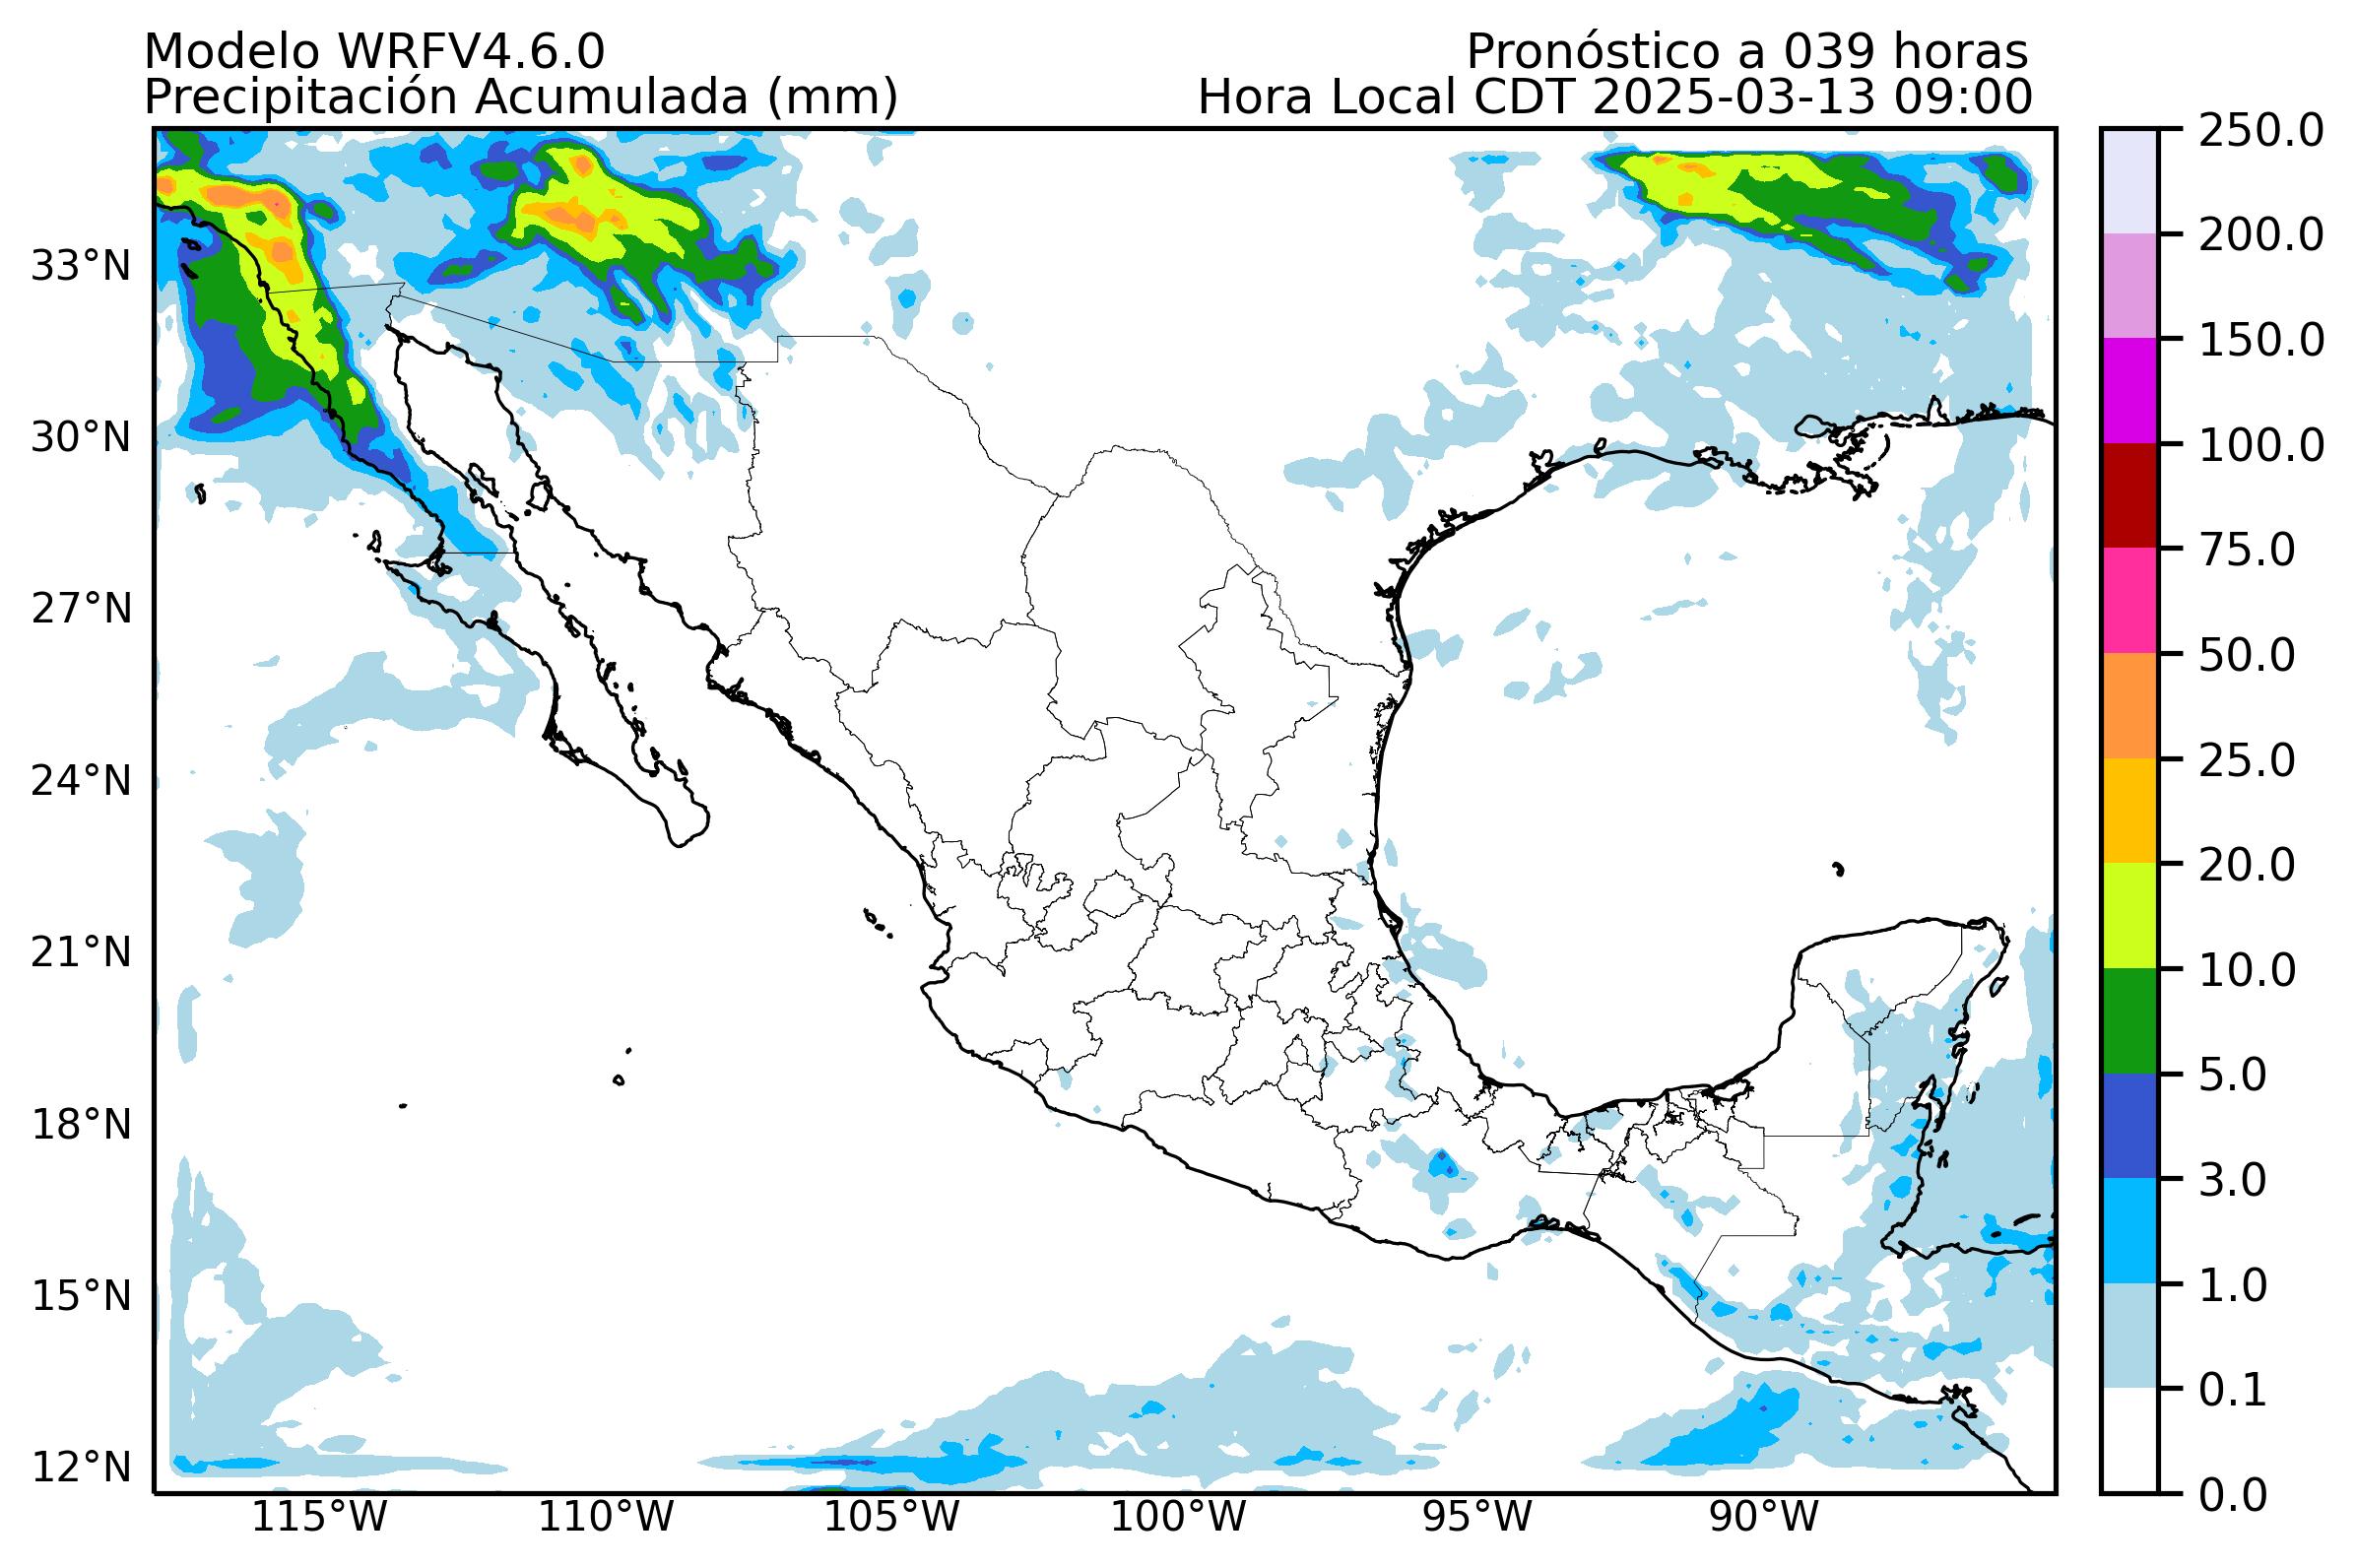 Modelo WRFV4.6.0
Pronóstico a 039 horas
Precipitación Acumulada (mm)
Hora Local CDT 2025-03-13 09:00
250.0
200.0
150.0
100.0
75.0
50.0
25.0
20.0
10.0
5.0
3.0
1.0
0.1
0.0
33°N
30°N
27°N
24°N
21°N
18°N
15°N
12°N
115°W
110°W
105°W
100°W
95°W
90°W